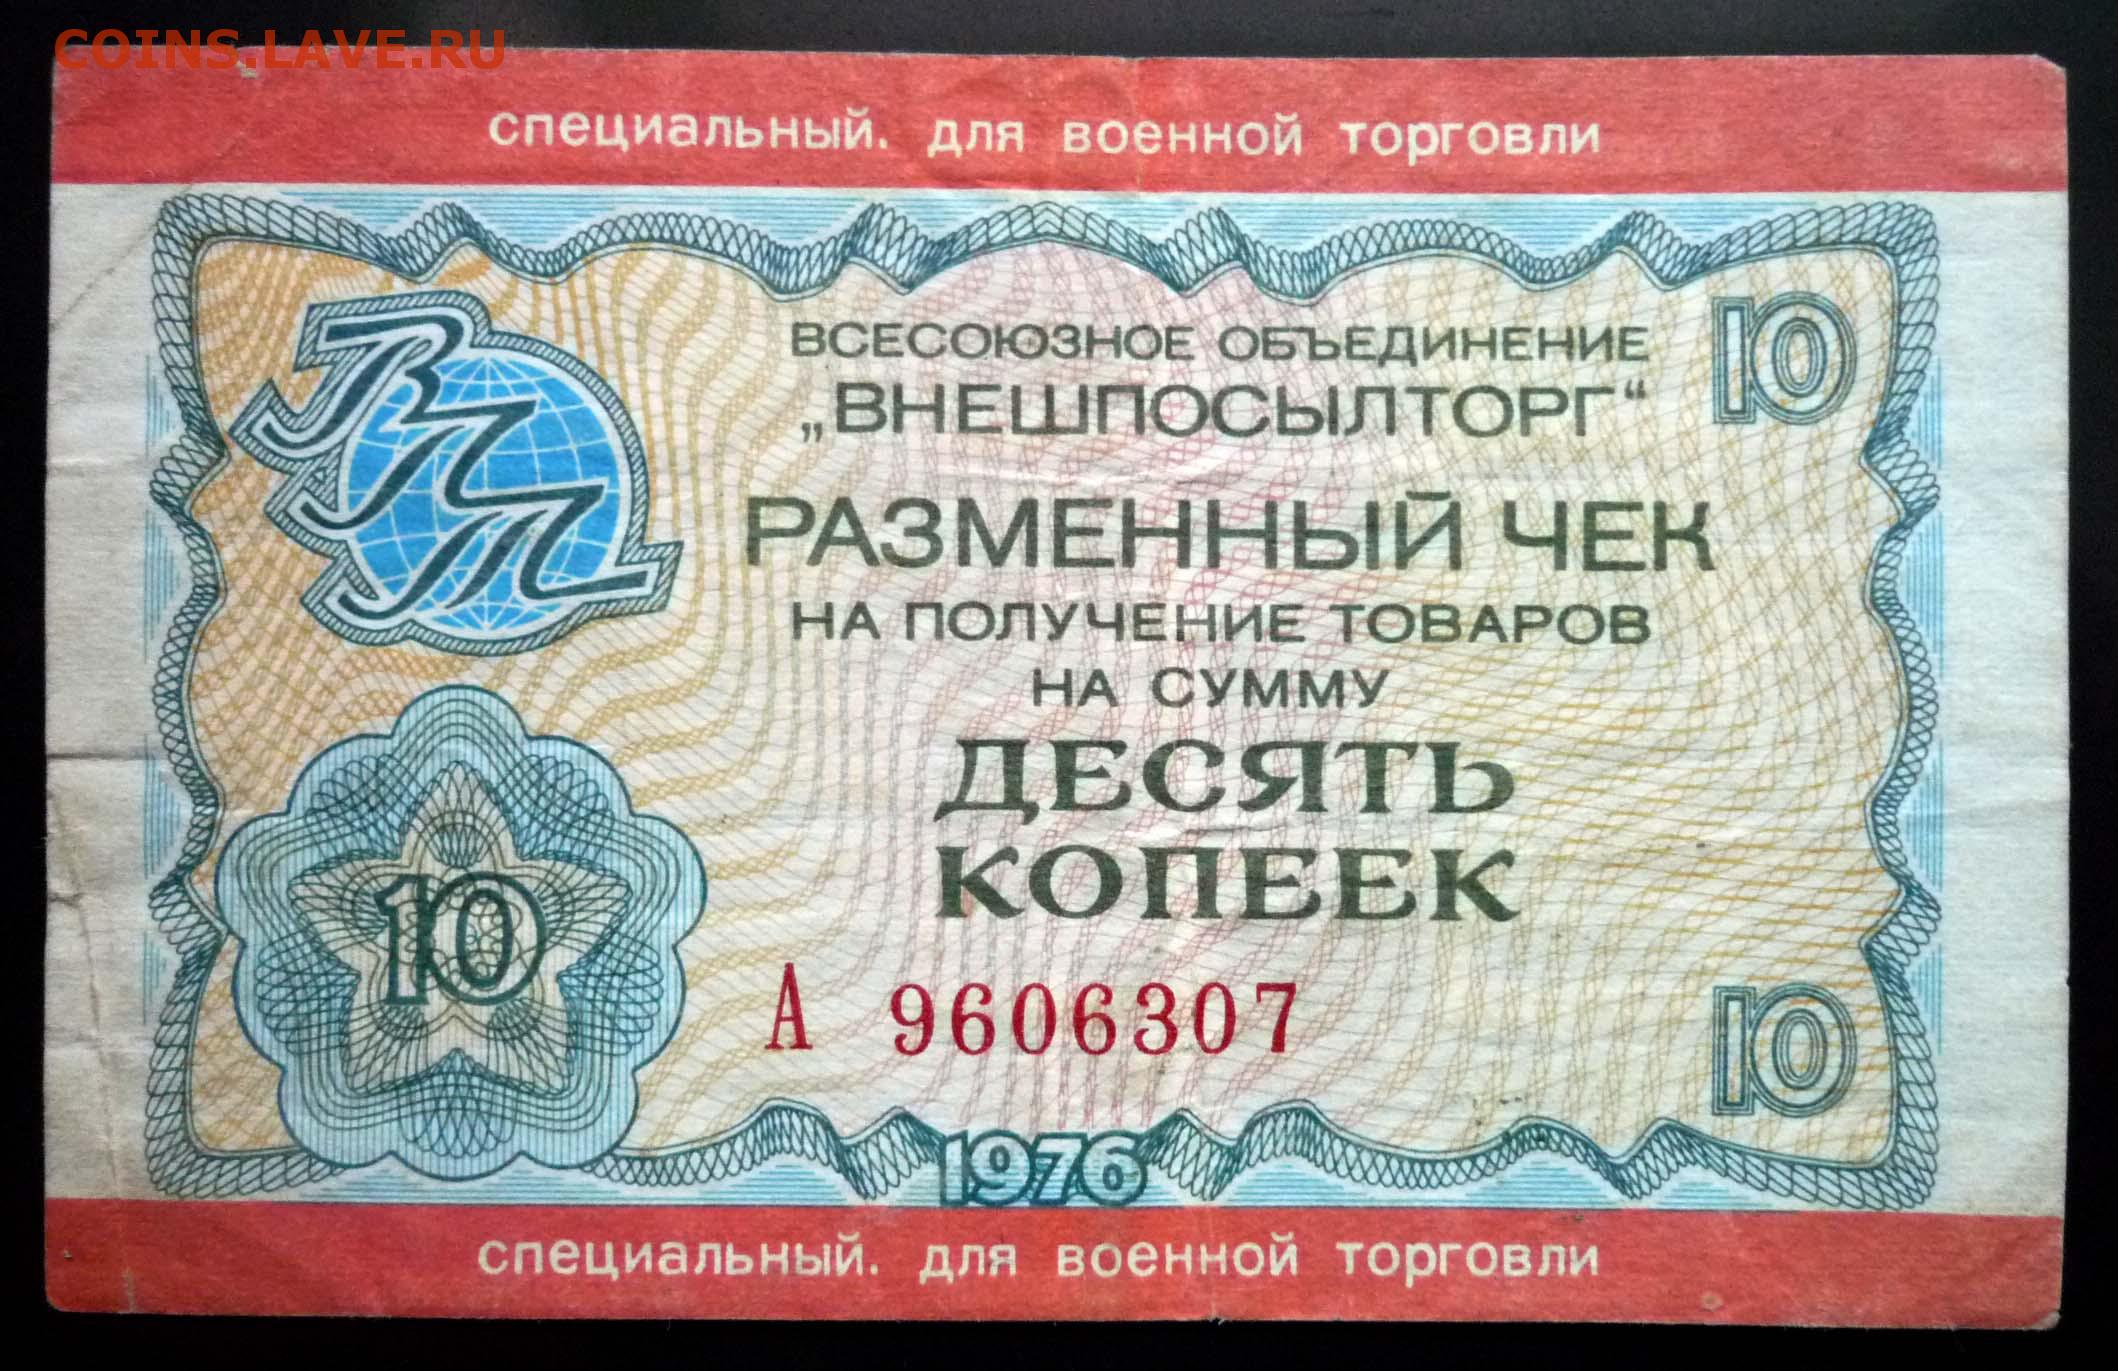 COINS.LAVE.RU
специальный. для военной торговли
ВПТ
ВСЕСОЮЗНОЕ ОБЪЕДИНЕНИЕ
10
„ВНЕШПОСЫЛТОРГ“
РАЗМЕННЫЙ ЧЕК
НА ПОЛУЧЕНИЕ ТОВАРОВ
НА СУММУ
ДЕСЯТЬ
КОПЕЕК
10
А 9606307
10
1976
специальный. для военной торговли